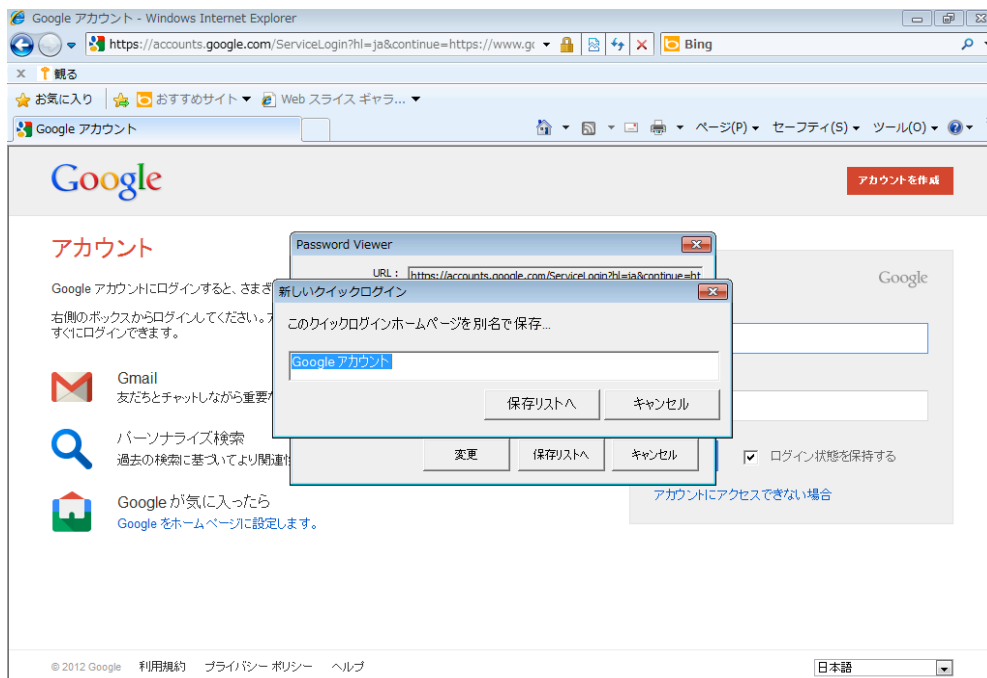 Google アカウント - Windows Internet Explorer
https://accounts.google.com/ServiceLogin?hl=ja&continue=https://www.g
Bing
x 観る
お気に入り おすすめサイト ▼ Web スライス ギャラ... ▼
Google アカウント
ページ(P) ▼ セーフティ(S) ▼ ツール(O) ▼
Google
アカウントを作成
アカウント
Google アカウントにログインすると、さまざ
右側のボックスからログインしてください。
すぐにログインできます。
Gmail
友だちとチャットしながら重要
パーソナライズ検索
過去の検索に基づいてより関連
Google が気に入ったら
Google をホームページに設定します。
Password Viewer
URL : https://accounts.google.com/ServiceLogin?hl=ja&continue=ht
新しいクイックログイン
このクイックログインホームページを別名で保存...
Google アカウント
保存リストへ キャンセル
変更 保存リストへ キャンセル
Google
ログイン状態を保持する
アカウントにアクセスできない場合
© 2012 Google 利用規約 プライバシー ポリシー ヘルプ
日本語